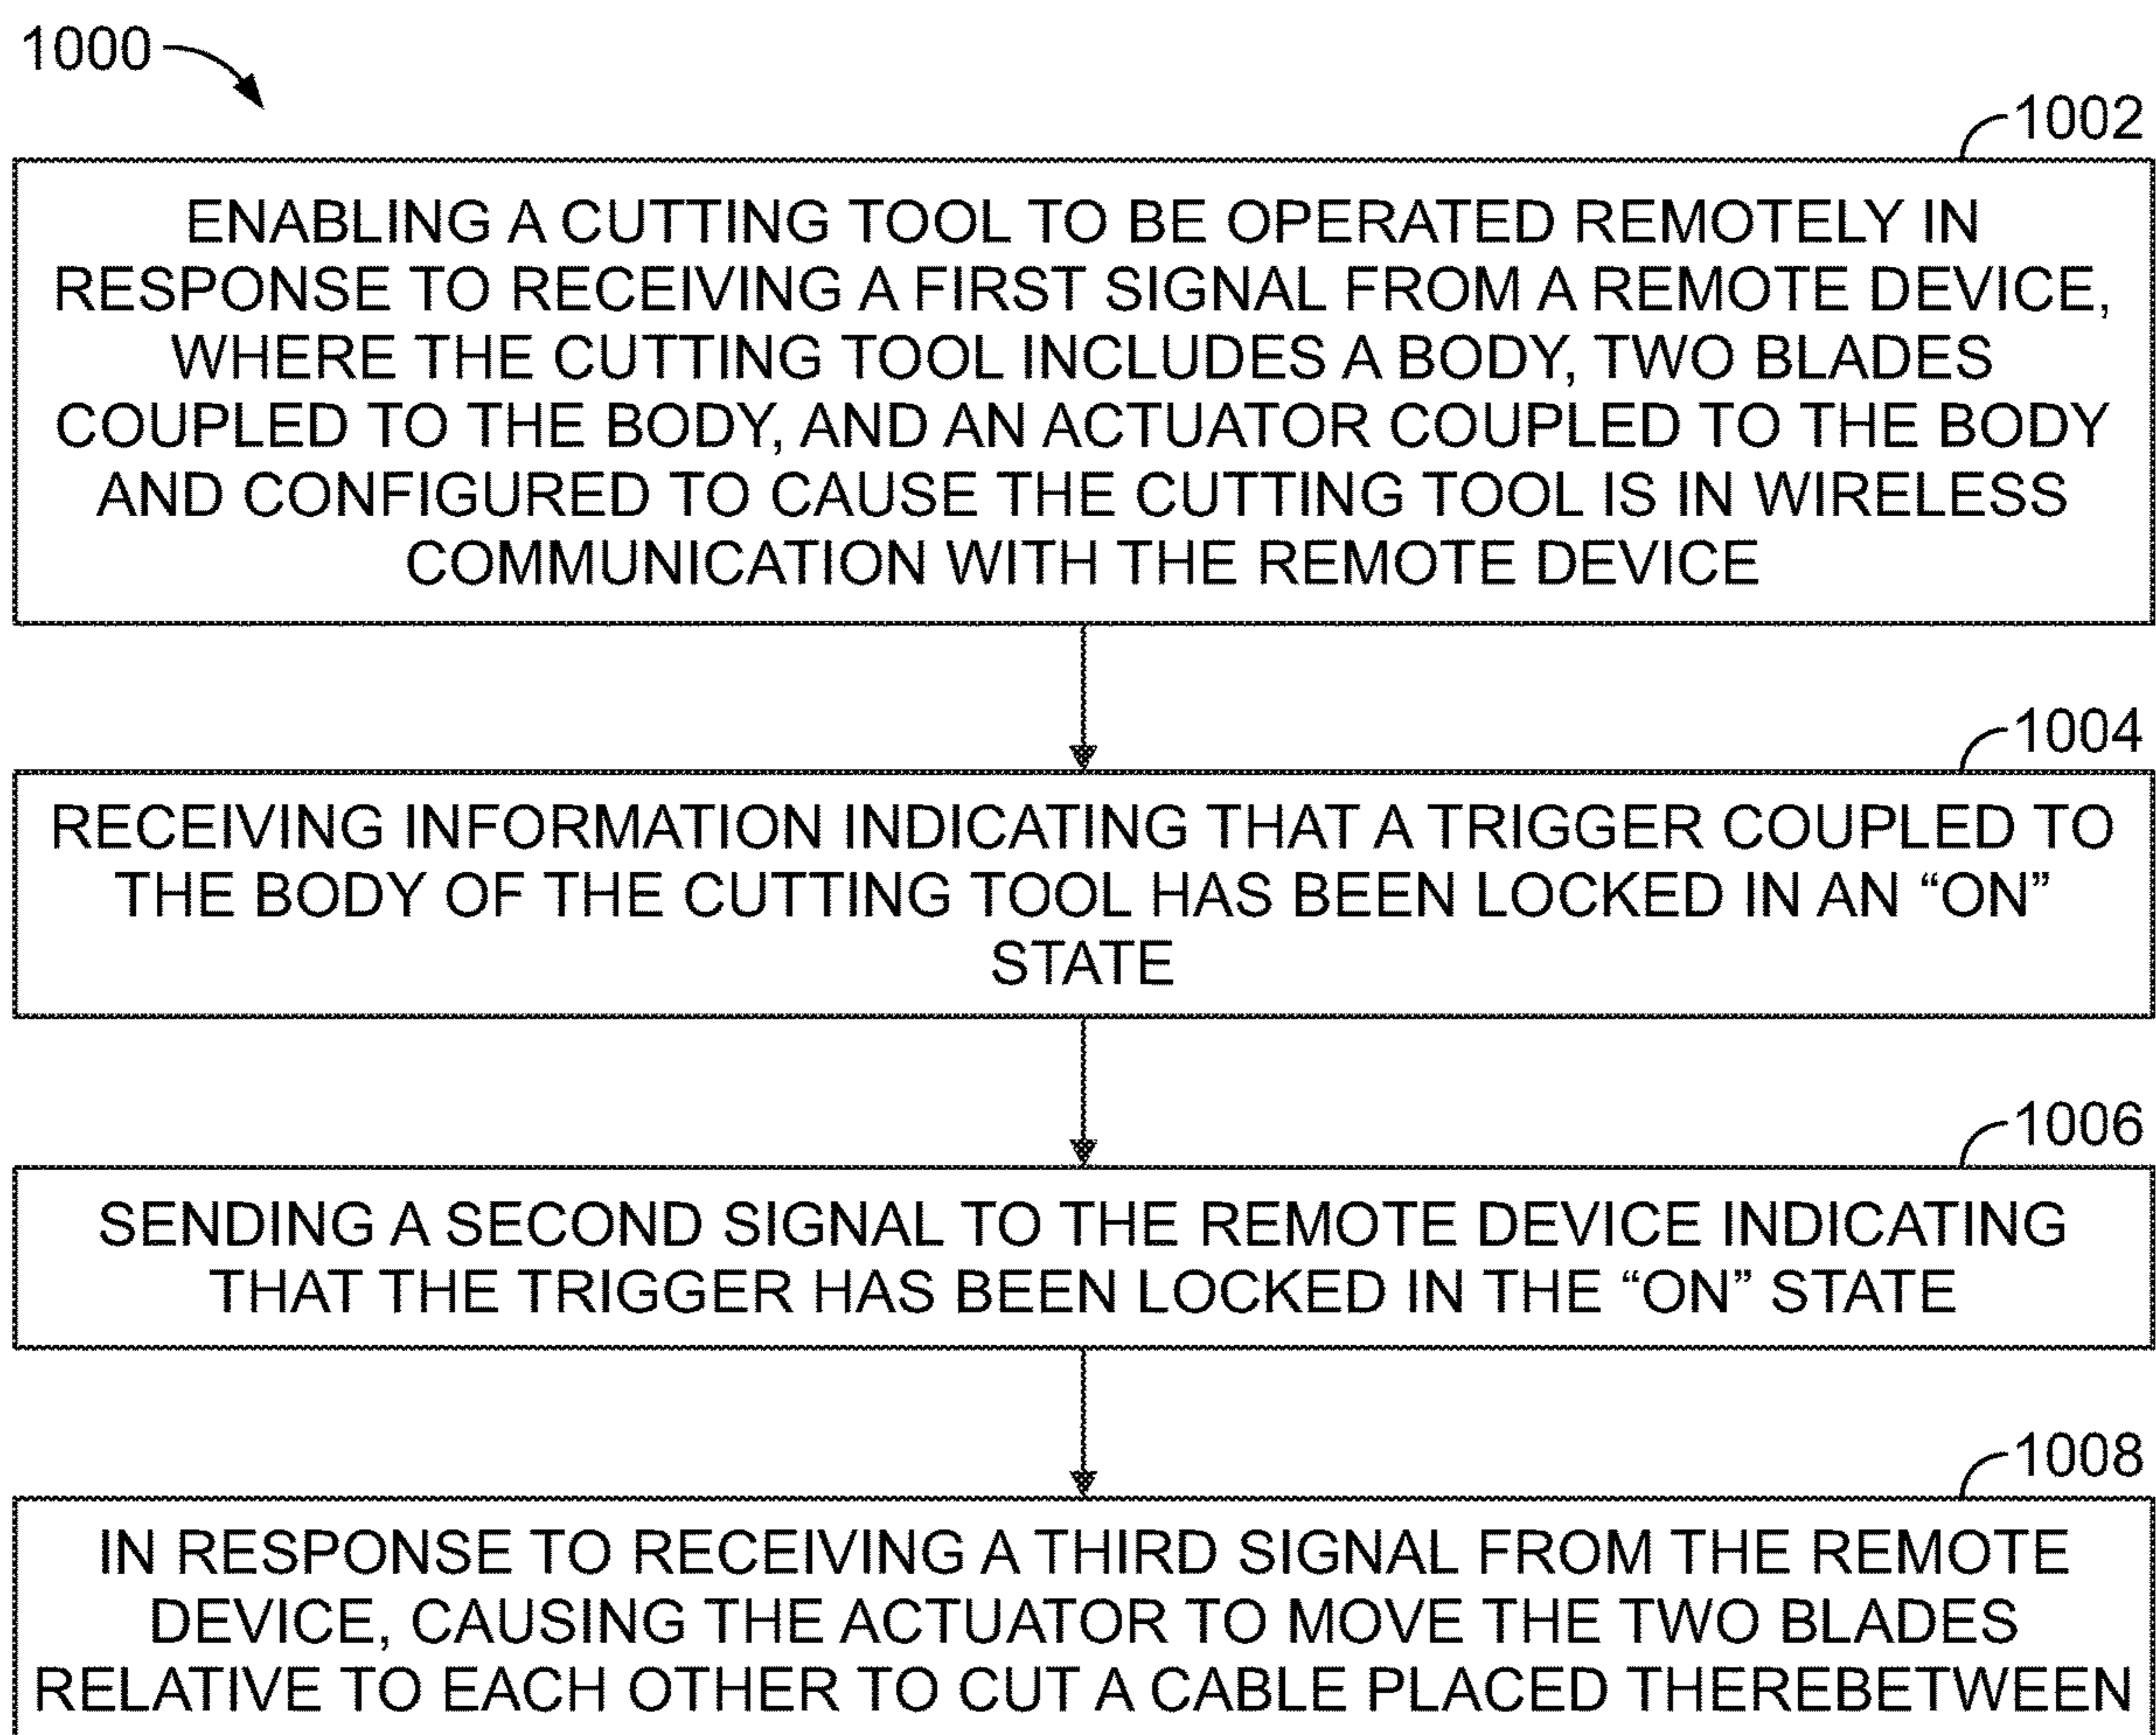 1000
1002
ENABLING A CUTTING TOOL TO BE OPERATED REMOTELY IN
RESPONSE TO RECEIVING A FIRST SIGNAL FROM A REMOTE DEVICE,
WHERE THE CUTTING TOOL INCLUDES A BODY, TWO BLADES
COUPLED TO THE BODY, AND AN ACTUATOR COUPLED TO THE BODY
AND CONFIGURED TO CAUSE THE CUTTING TOOL IS IN WIRELESS
COMMUNICATION WITH THE REMOTE DEVICE
1004
RECEIVING INFORMATION INDICATING THAT A TRIGGER COUPLED TO
THE BODY OF THE CUTTING TOOL HAS BEEN LOCKED IN AN “ON”
STATE
1006
SENDING A SECOND SIGNAL TO THE REMOTE DEVICE INDICATING
THAT THE TRIGGER HAS BEEN LOCKED IN THE “ON” STATE
1008
IN RESPONSE TO RECEIVING A THIRD SIGNAL FROM THE REMOTE
DEVICE, CAUSING THE ACTUATOR TO MOVE THE TWO BLADES
RELATIVE TO EACH OTHER TO CUT A CABLE PLACED THEREBETWEEN